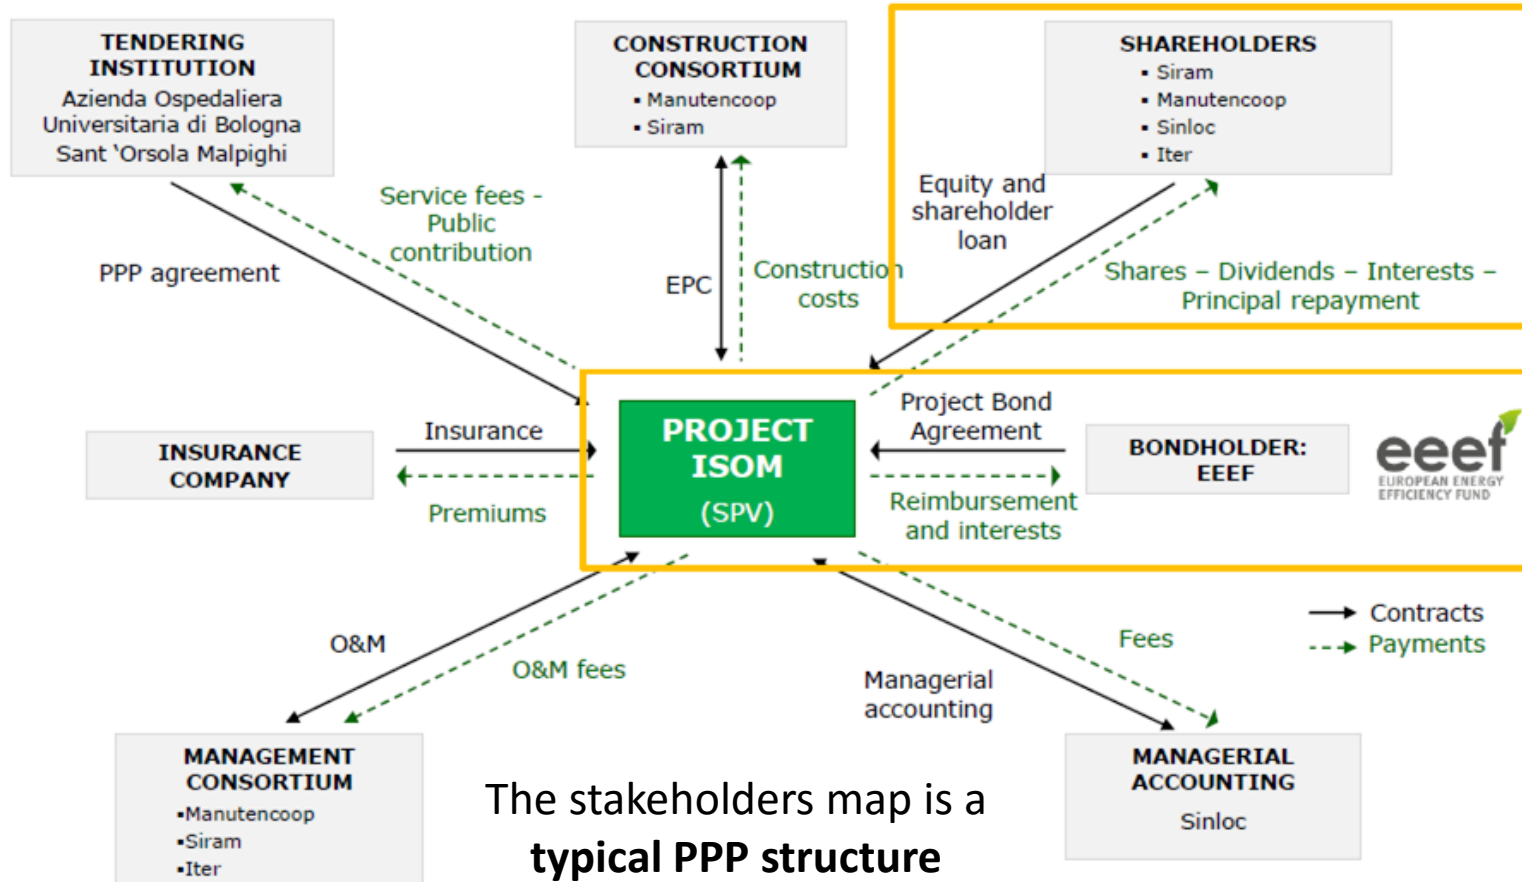 TENDERING
INSTITUTION
Azienda Ospedaliera
Universitaria di Bologna
Sant ‘Orsola Malpighi
CONSTRUCTION
CONSORTIUM
▪ Manutencoop
▪ Siram
SHAREHOLDERS
▪ Siram
▪ Manutencoop
▪ Sinloc
▪ Iter
Service fees -
Public
contribution
PPP agreement
EPC
Construction
costs
Equity and
shareholder
loan
Shares – Dividends – Interests –
Principal repayment
INSURANCE
COMPANY
Insurance
Premiums
PROJECT
ISOM
(SPV)
Project Bond
Agreement
Reimbursement
and interests
BONDHOLDER:
EEEF
eeef
EUROPEAN ENERGY
EFFICIENCY FUND
O&M
O&M fees
Managerial
accounting
Fees
Contracts
Payments
MANAGEMENT
CONSORTIUM
▪Manutencoop
▪Siram
▪Iter
The stakeholders map is a
typical PPP structure
MANAGERIAL
ACCOUNTING
Sinloc